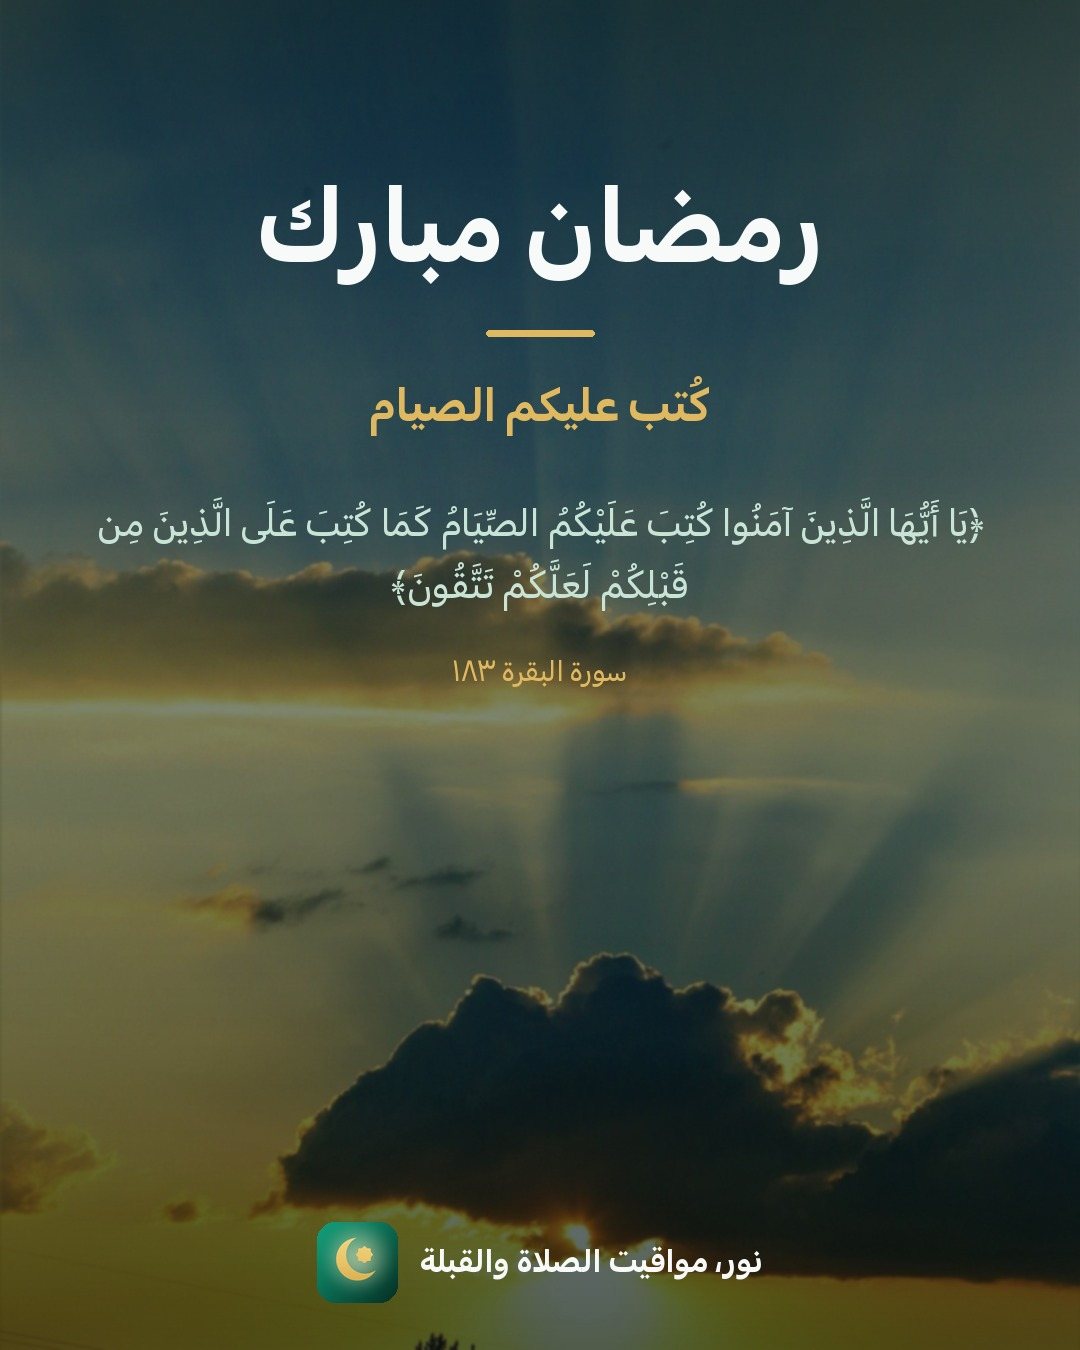 رمضان مبارك
كُتب عليكم الصيام
﴿يَا أَيُّهَا الَّذِينَ آمَنُوا كُتِبَ عَلَيْكُمُ الصِّيَامُ كَمَا كُتِبَ عَلَى الَّذِينَ مِن
قَبْلِكُمْ لَعَلَّكُمْ تَتَّقُونَ﴾
سورة البقرة ١٨٣
نور، مواقيت الصلاة والقبلة